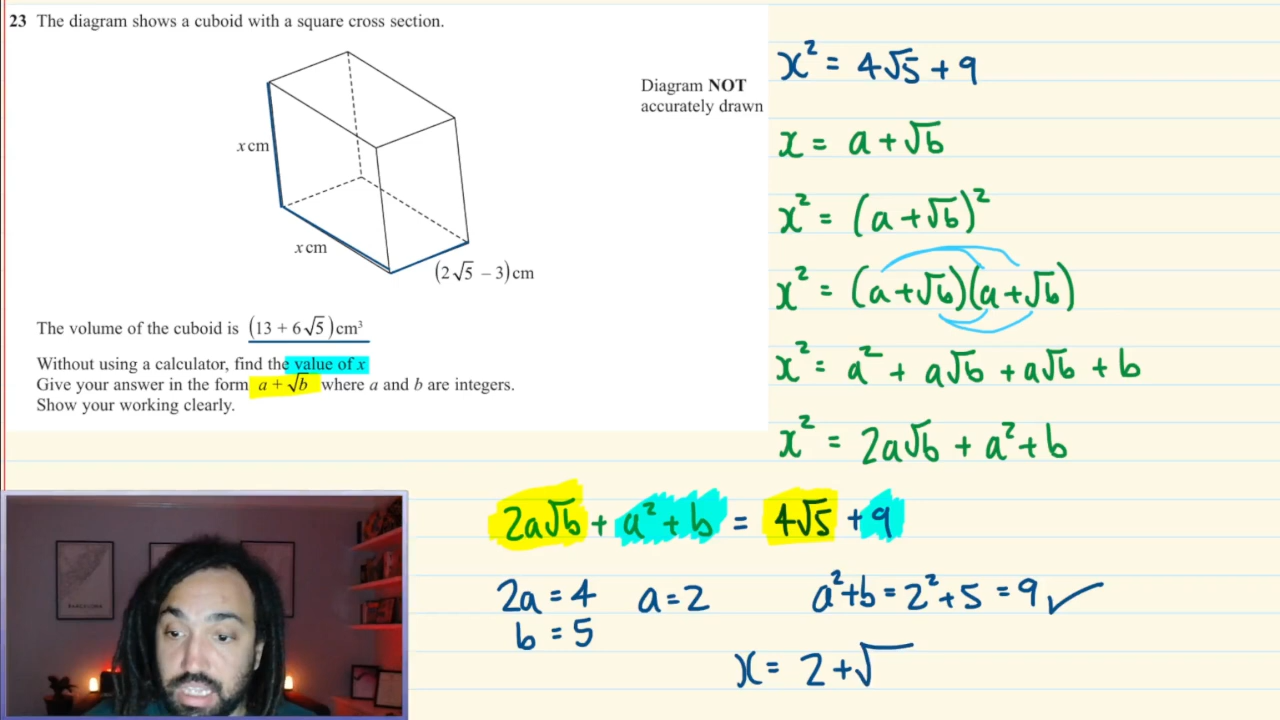 23 The diagram shows a cuboid with a square cross section.
Diagram NOT
accurately drawn
x cm
x cm
(2√5 − 3) cm
The volume of the cuboid is (13 + 6√5) cm³
Without using a calculator, find the value of x
Give your answer in the form a + √b where a and b are integers.
Show your working clearly.
x² = 4√5 + 9
x = a + √b
x² = (a + √b)²
x² = (a + √b)(a + √b)
x² = a² + a√b + a√b + b
x² = 2a√b + a² + b
2a√b + a² + b = 4√5 + 9
2a = 4 a = 2 a² + b = 2² + 5 = 9 ✓
b = 5
x = 2 + √